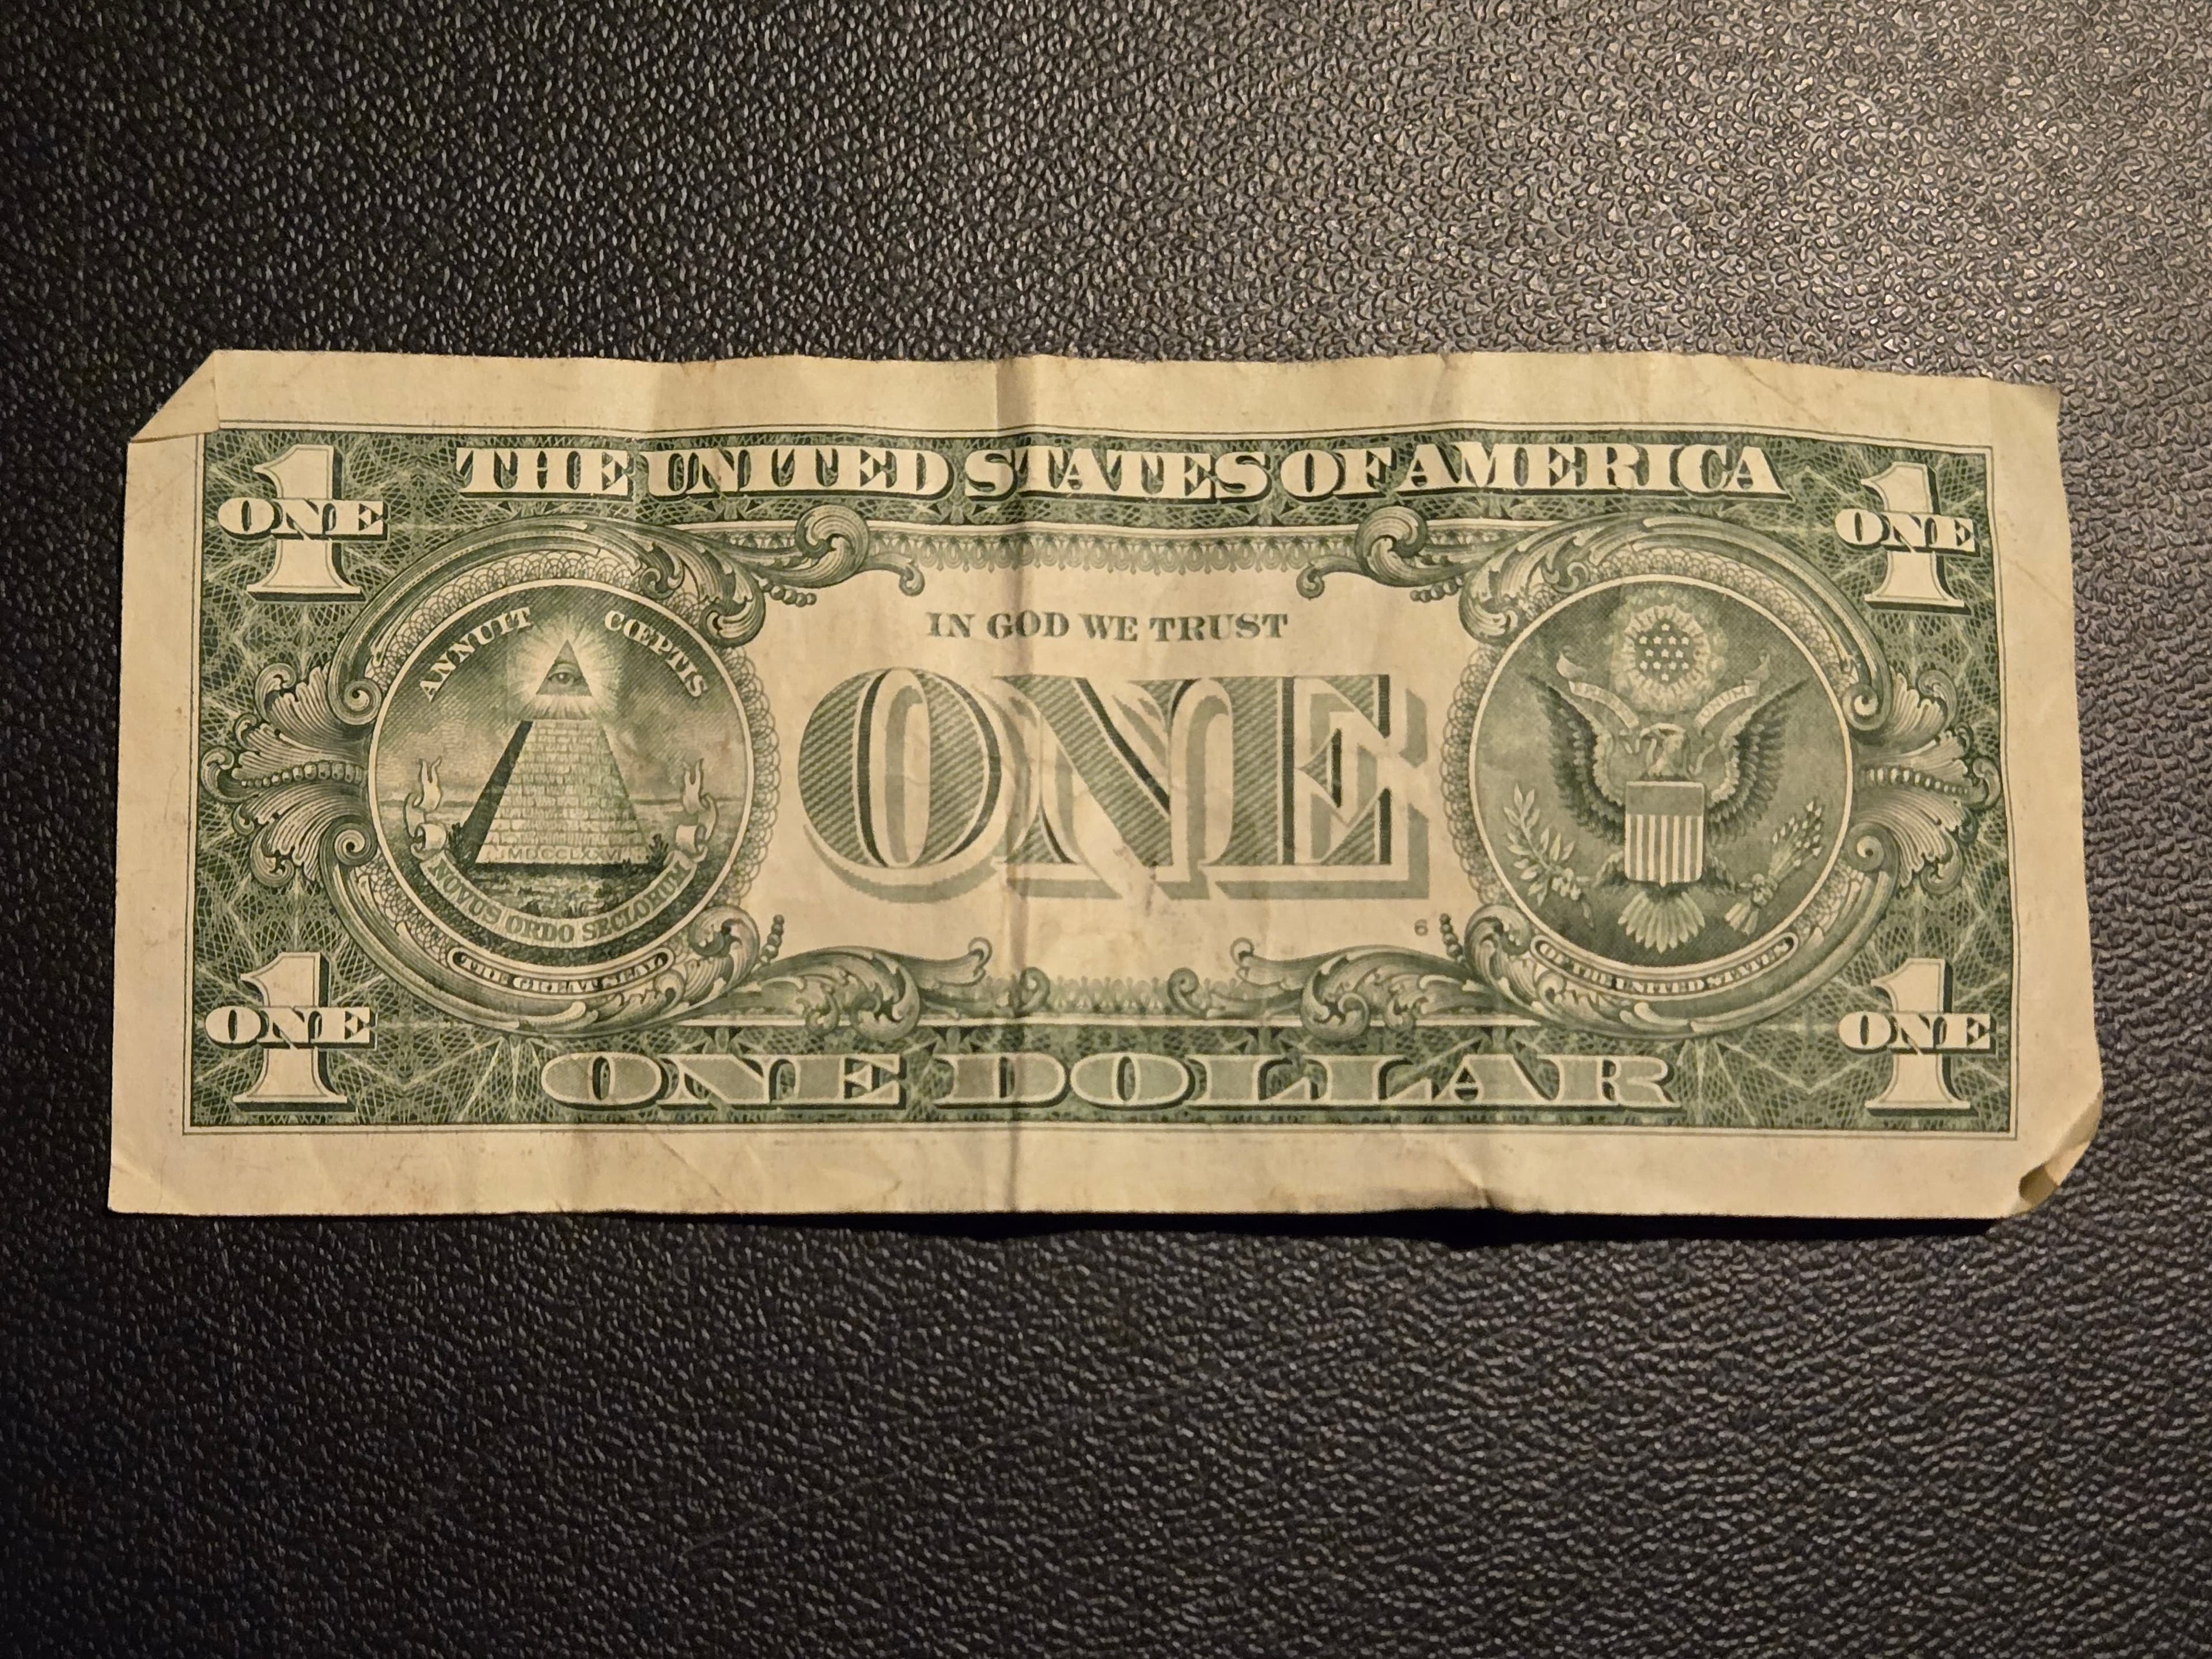 THE UNITED STATES OF AMERICA
1
ONE
1
ONE
ANNUIT CŒPTIS
IN GOD WE TRUST
ONE
MDCCLXXVI
NOVUS ORDO SECLORUM
6
THE GREAT SEAL
OF THE UNITED STATES
1
ONE
1
ONE
ONE DOLLAR